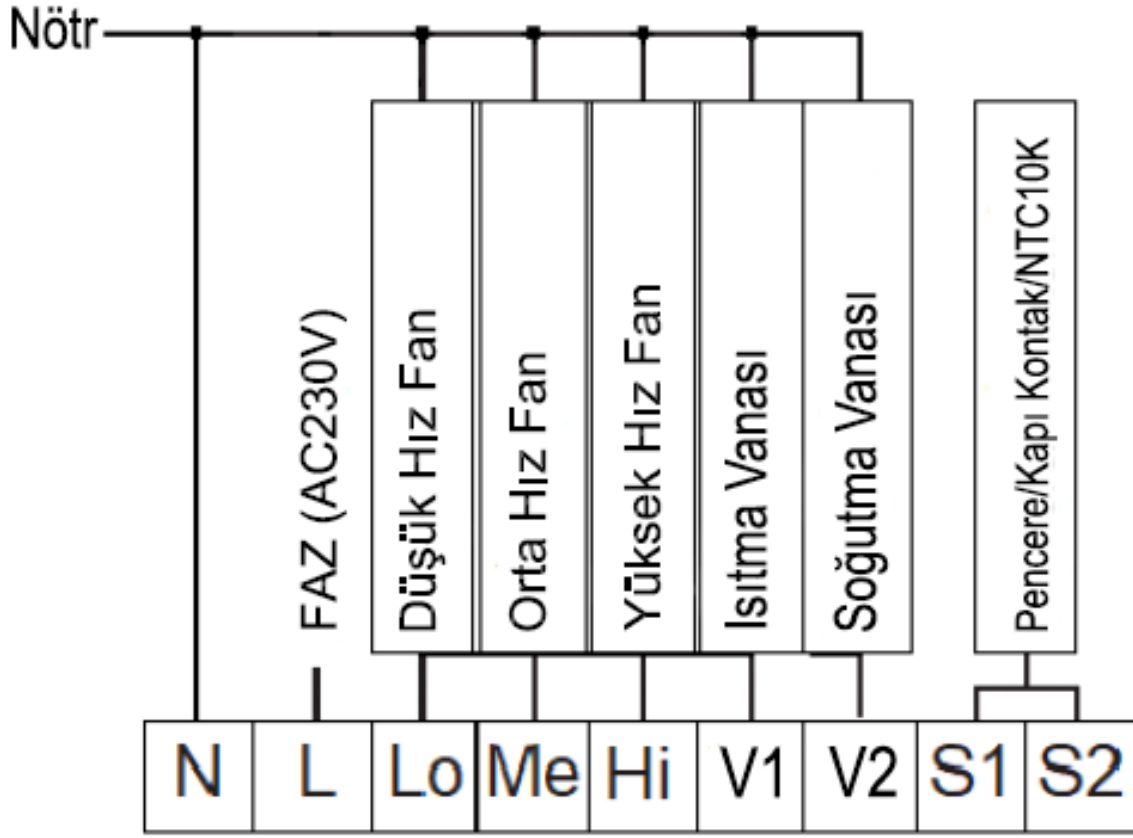 Nötr
FAZ (AC230V)
Düşük Hız Fan
Orta Hız Fan
Yüksek Hız Fan
Isıtma Vanası
Soğutma Vanası
Pencere/Kapı Kontak/NTC10K
N L Lo Me Hi V1 V2 S1 S2